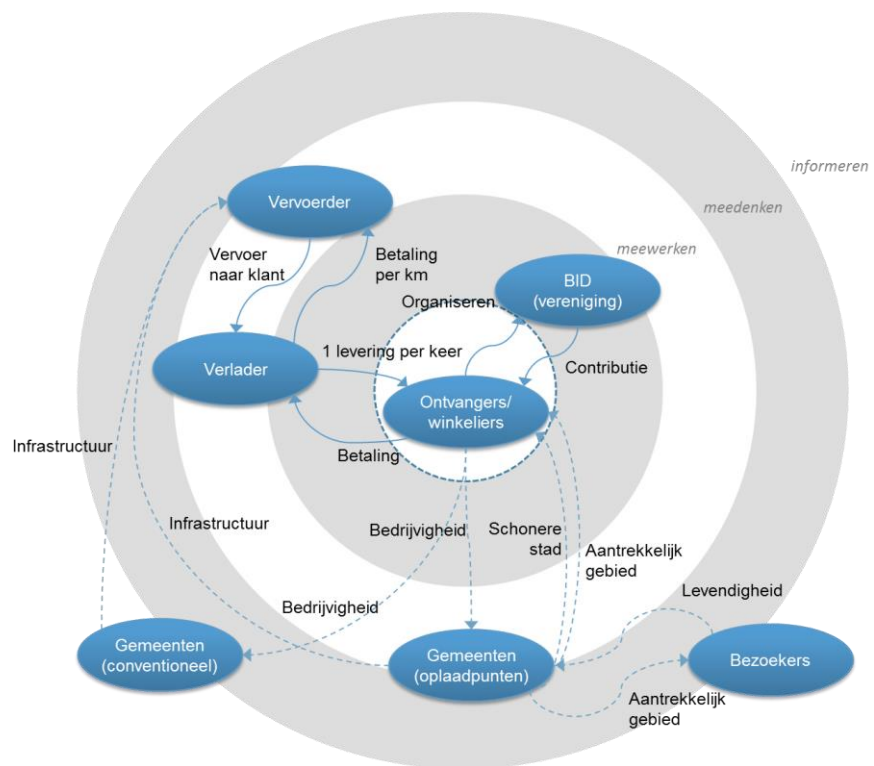 informeren
Vervoerder
meedenken
Vervoer
naar klant
Betaling
per km
meewerken
BID
(vereniging)
Organiseren
1 levering per keer
Verlader
Contributie
Ontvangers/
winkeliers
Infrastructuur
Betaling
Infrastructuur
Bedrijvigheid
Schonere
stad
Aantrekkelijk
gebied
Levendigheid
Bedrijvigheid
Gemeenten
(conventioneel)
Gemeenten
(oplaadpunten)
Bezoekers
Aantrekkelijk
gebied